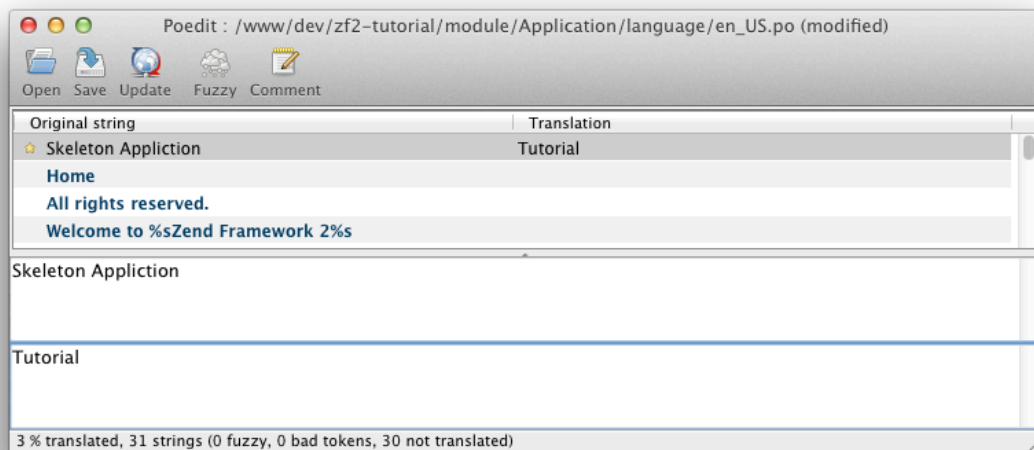 Poedit : /www/dev/zf2-tutorial/module/Application/language/en_US.po (modified)
Open Save Update Fuzzy Comment
Original string Translation
Skeleton Appliction Tutorial
Home
All rights reserved.
Welcome to %sZend Framework 2%s
Skeleton Appliction
Tutorial
3 % translated, 31 strings (0 fuzzy, 0 bad tokens, 30 not translated)